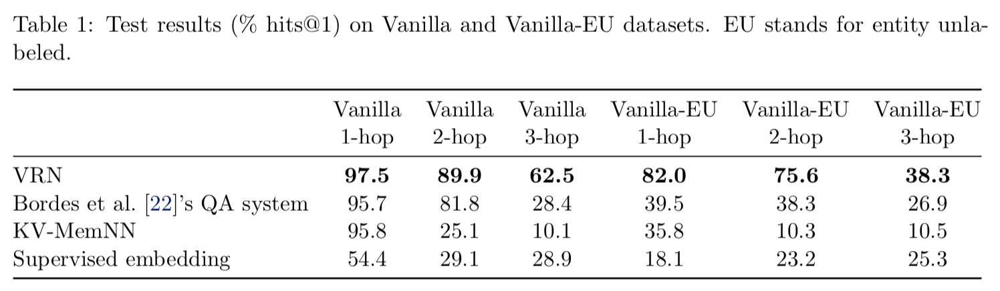 Table 1: Test results (% hits@1) on Vanilla and Vanilla-EU datasets. EU stands for entity unla-
beled.
Vanilla Vanilla Vanilla Vanilla-EU Vanilla-EU Vanilla-EU
1-hop 2-hop 3-hop 1-hop 2-hop 3-hop
VRN 97.5 89.9 62.5 82.0 75.6 38.3
Bordes et al. [22]'s QA system 95.7 81.8 28.4 39.5 38.3 26.9
KV-MemNN 95.8 25.1 10.1 35.8 10.3 10.5
Supervised embedding 54.4 29.1 28.9 18.1 23.2 25.3